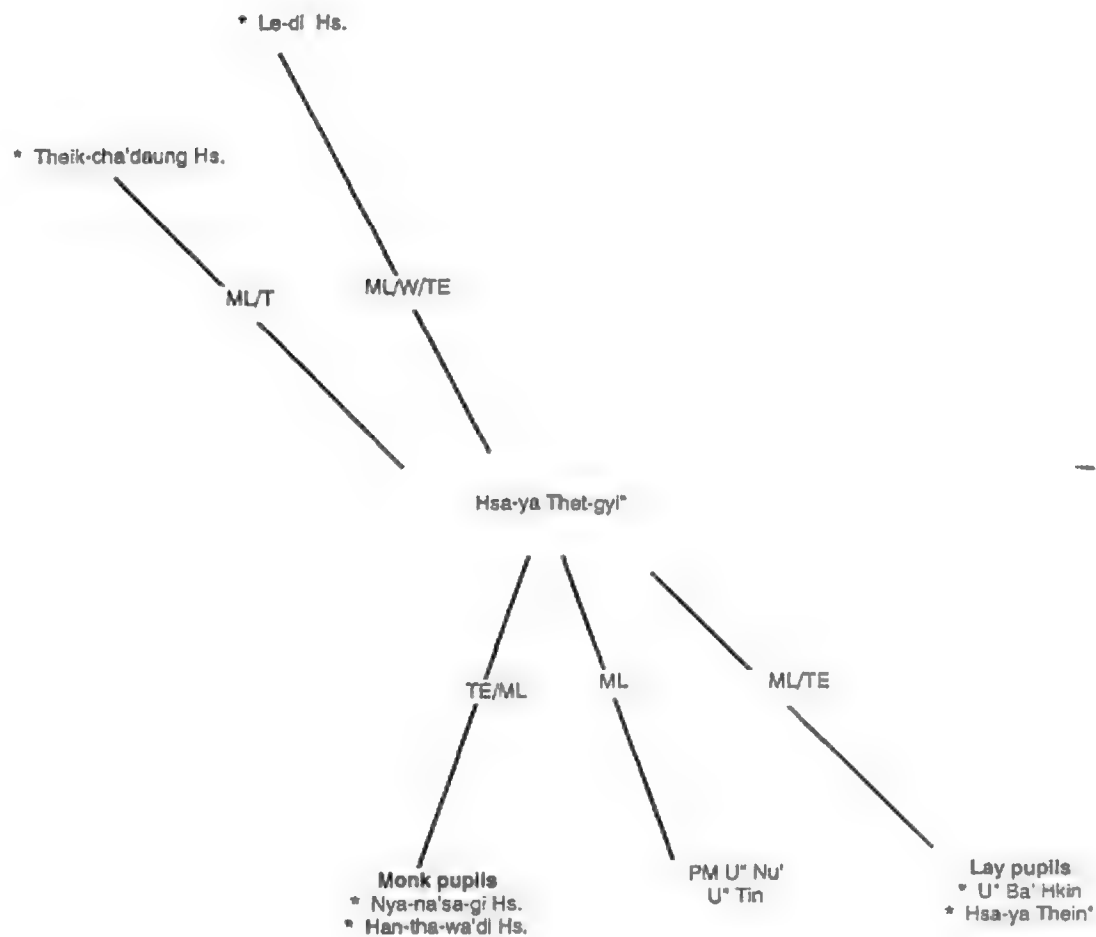 * Le-di Hs.
* Theik-cha'daung Hs.
ML/T
ML/W/TE
Hsa-ya Thet-gyi"
TE/ML
ML
ML/TE
Monk pupils
* Nya-na'sa-gi Hs.
* Han-tha-wa'di Hs.
PM U" Nu'
U" Tin
Lay pupils
* U" Ba' Hkin
* Hsa-ya Thein"